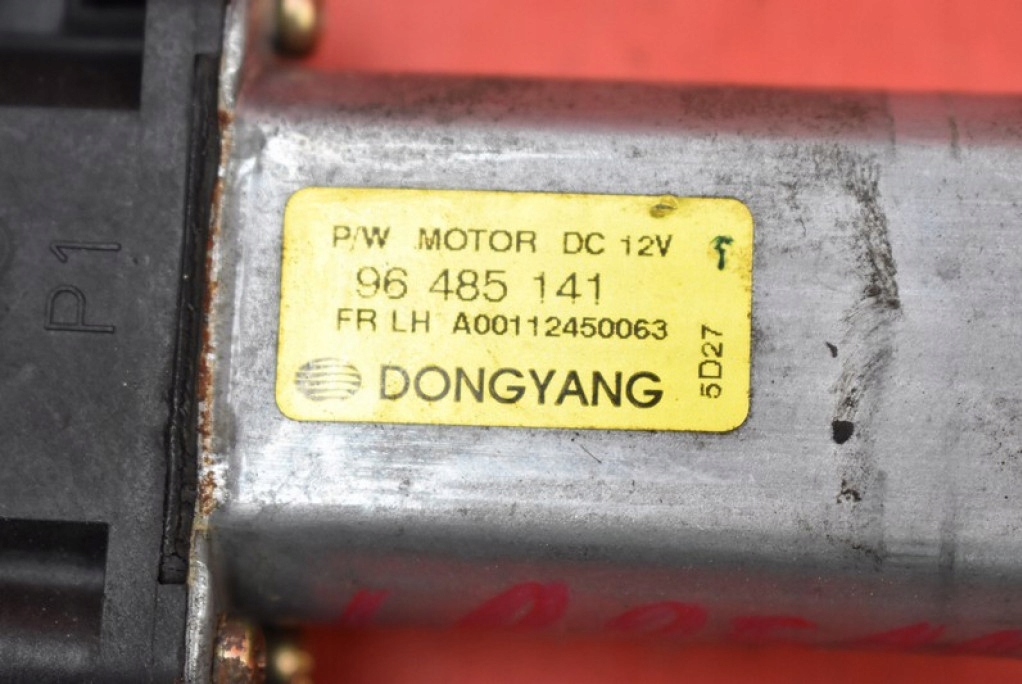 P/W MOTOR DC 12V
96 485 141
FR LH A00112450063
DONGYANG
5D27
P1